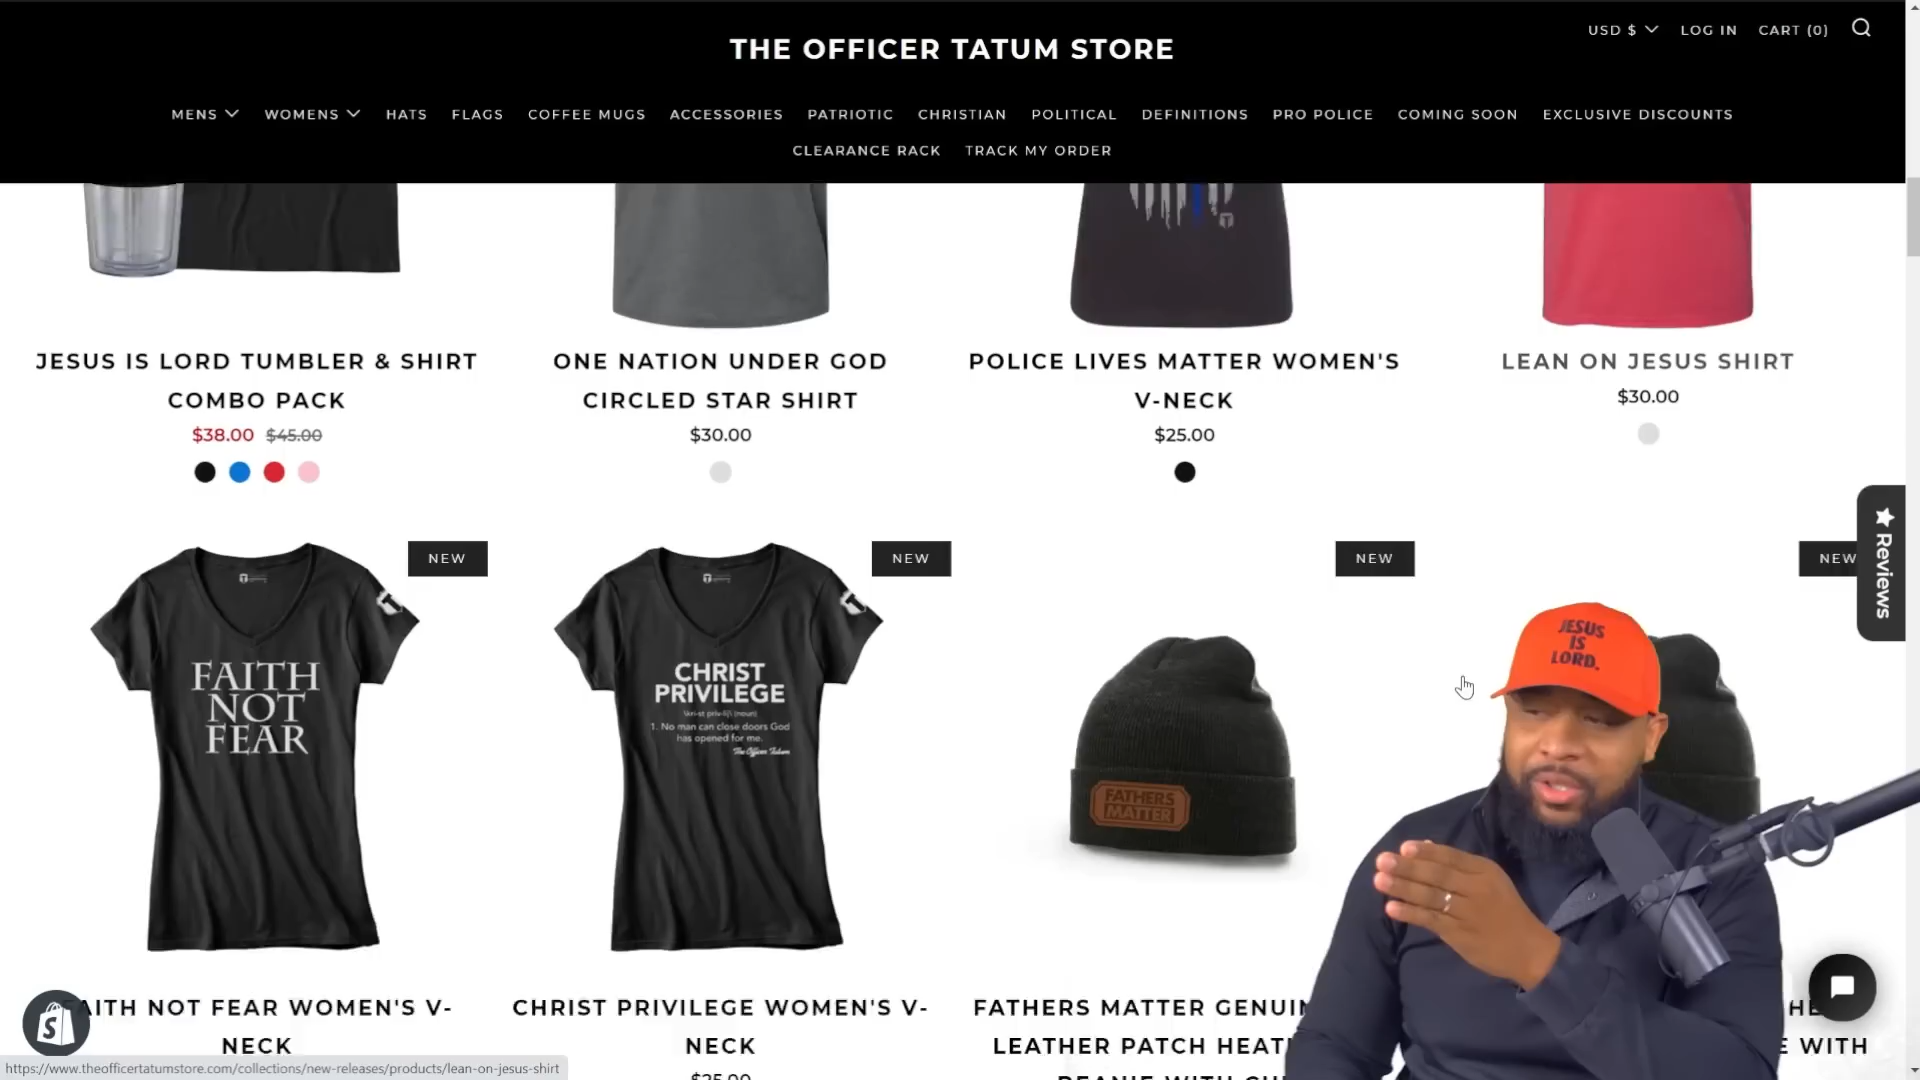 THE OFFICER TATUM STORE
USD $
LOG IN
CART (0)
MENS
WOMENS
HATS
FLAGS
COFFEE MUGS
ACCESSORIES
PATRIOTIC
CHRISTIAN
POLITICAL
DEFINITIONS
PRO POLICE
COMING SOON
EXCLUSIVE DISCOUNTS
CLEARANCE RACK
TRACK MY ORDER
JESUS IS LORD TUMBLER & SHIRT
COMBO PACK
$38.00 $45.00
ONE NATION UNDER GOD
CIRCLED STAR SHIRT
$30.00
POLICE LIVES MATTER WOMEN'S
V-NECK
$25.00
LEAN ON JESUS SHIRT
$30.00
Reviews
NEW
NEW
NEW
NEW
FAITH
NOT
FEAR
CHRIST
PRIVILEGE
1. No man can close doors God
has opened for me.
The Officer Tatum
FATHERS
MATTER
JESUS
IS
LORD.
FAITH NOT FEAR WOMEN'S V-
NECK
CHRIST PRIVILEGE WOMEN'S V-
NECK
$25.00
FATHERS MATTER
LEATHER PATCH
BEANIE WITH
WITH
https://www.theofficertatumstore.com/collections/new-releases/products/lean-on-jesus-shirt